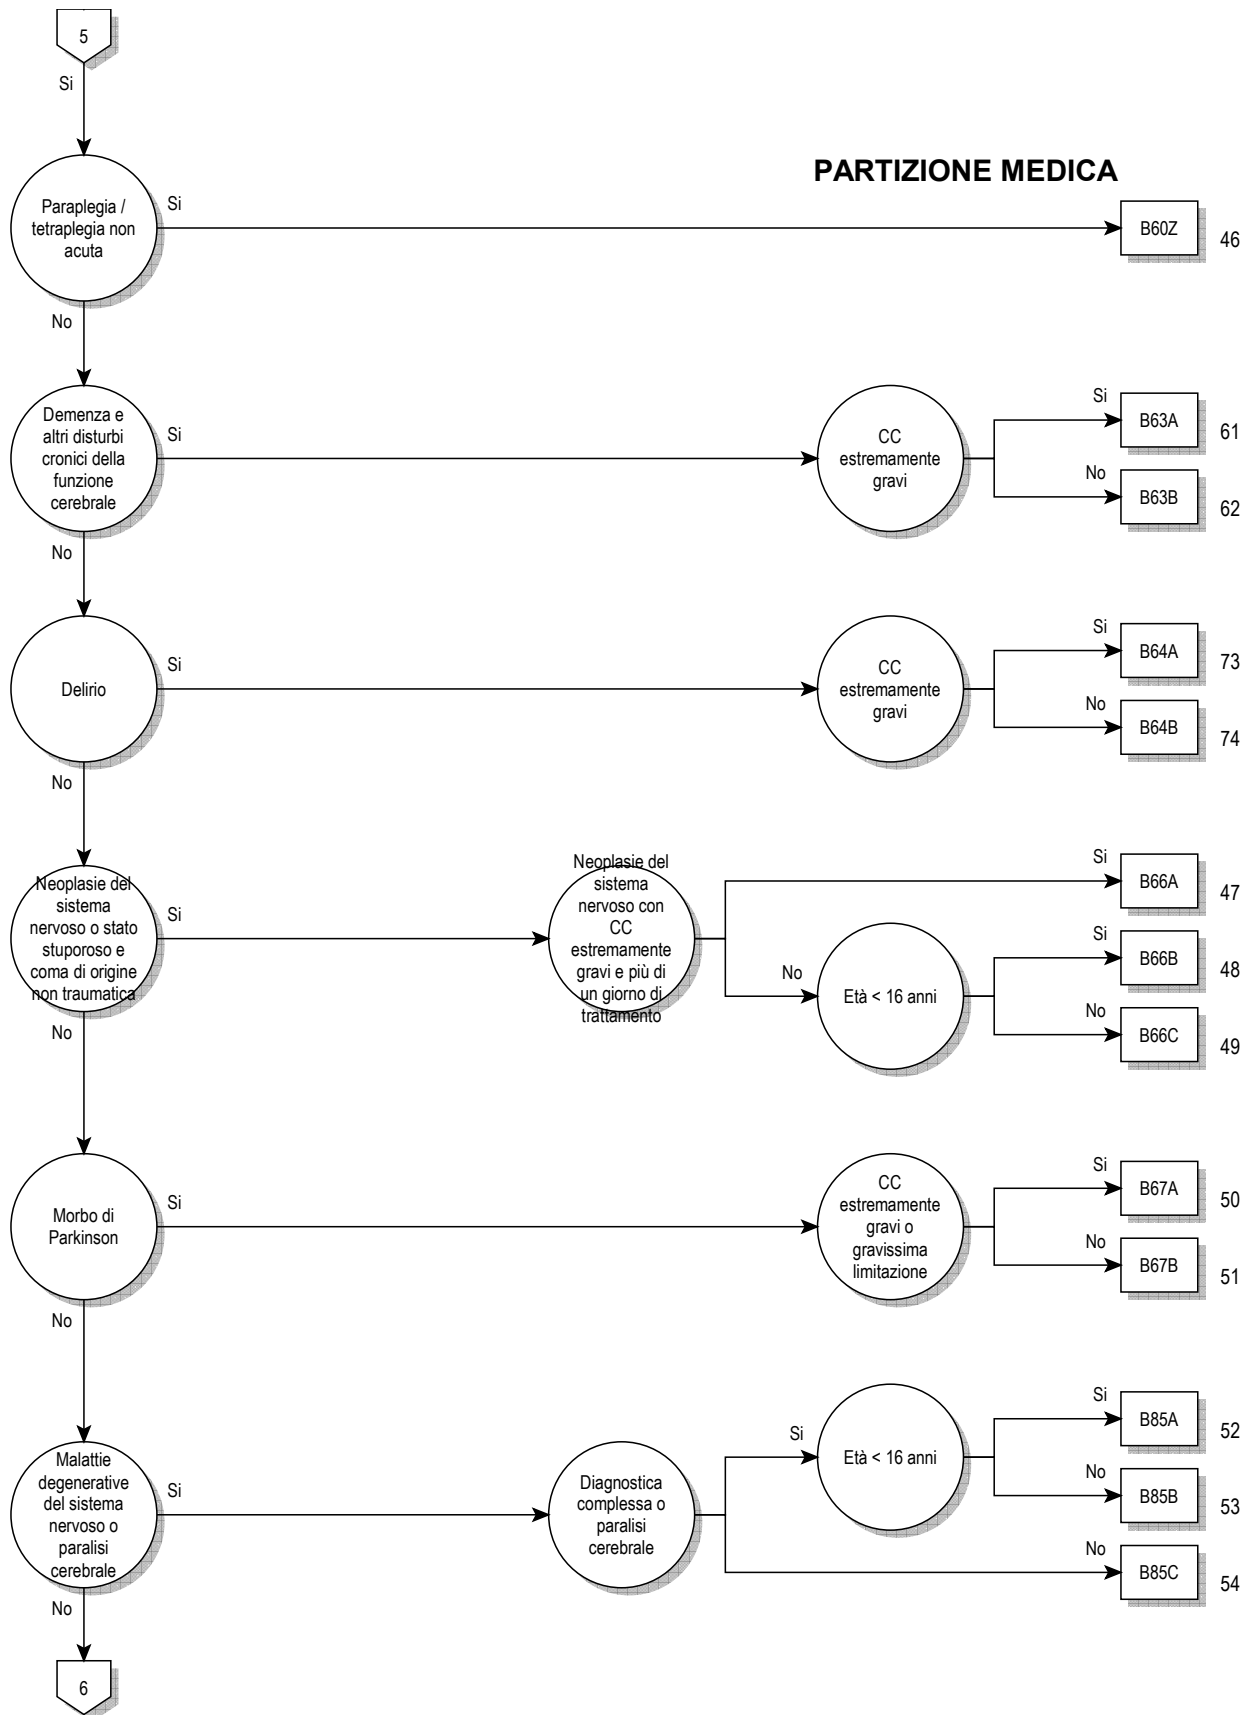 5
Si
PARTIZIONE MEDICA
Paraplegia /
tetraplegia non
acuta
Si
B60Z
46
No
Demenza e
altri disturbi
cronici della
funzione
cerebrale
Si
CC
estremamente
gravi
Si
B63A
61
No
B63B
62
No
Delirio
Si
CC
estremamente
gravi
Si
B64A
73
No
B64B
74
No
Neoplasie del
sistema
nervoso o stato
stuporoso e
coma di origine
non traumatica
Si
Neoplasie del
sistema
nervoso con
CC
estremamente
gravi e più di
un giorno di
trattamento
Si
B66A
47
No
Età < 16 anni
Si
B66B
48
No
B66C
49
No
Morbo di
Parkinson
Si
CC
estremamente
gravi o
gravissima
limitazione
Si
B67A
50
No
B67B
51
No
Malattie
degenerative
del sistema
nervoso o
paralisi
cerebrale
Si
Diagnostica
complessa o
paralisi
cerebrale
Si
Età < 16 anni
Si
B85A
52
No
B85B
53
No
B85C
54
No
6